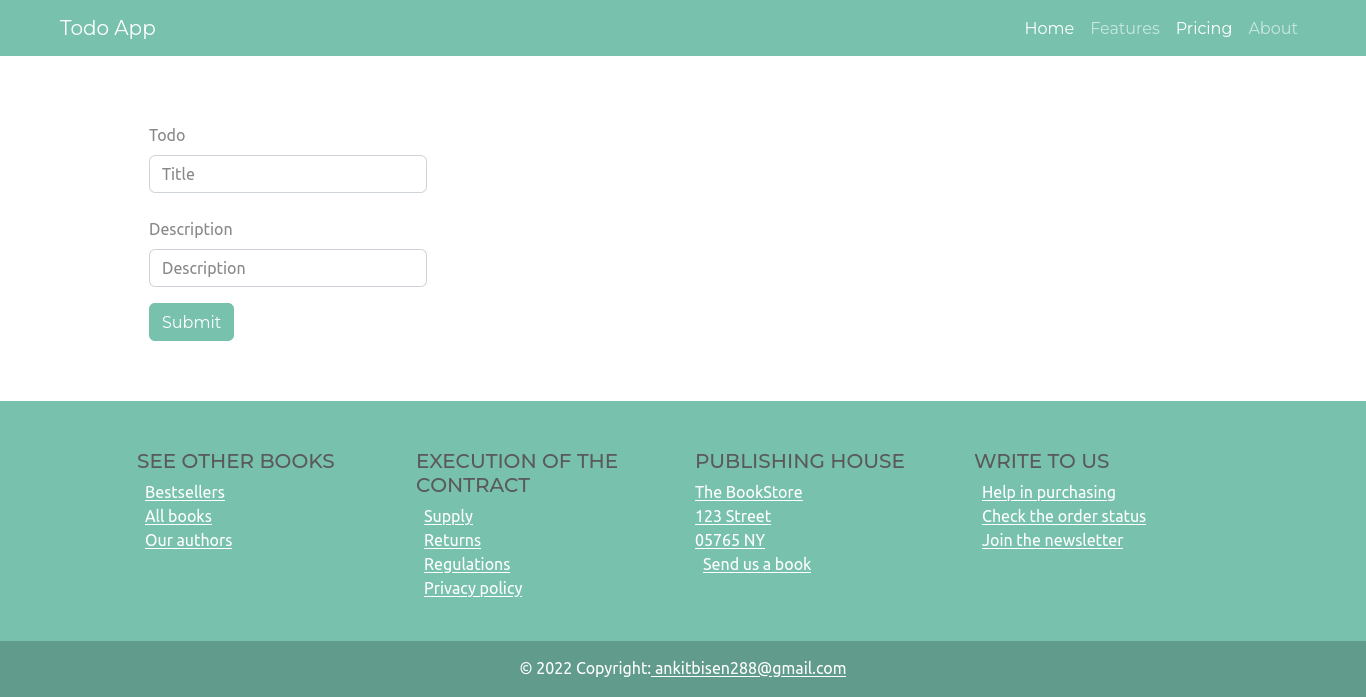 Todo App
Home Features Pricing About
Todo
Title
Description
Description
Submit
SEE OTHER BOOKS
Bestsellers
All books
Our authors
EXECUTION OF THE
CONTRACT
Supply
Returns
Regulations
Privacy policy
PUBLISHING HOUSE
The BookStore
123 Street
05765 NY
Send us a book
WRITE TO US
Help in purchasing
Check the order status
Join the newsletter
© 2022 Copyright: ankitbisen288@gmail.com